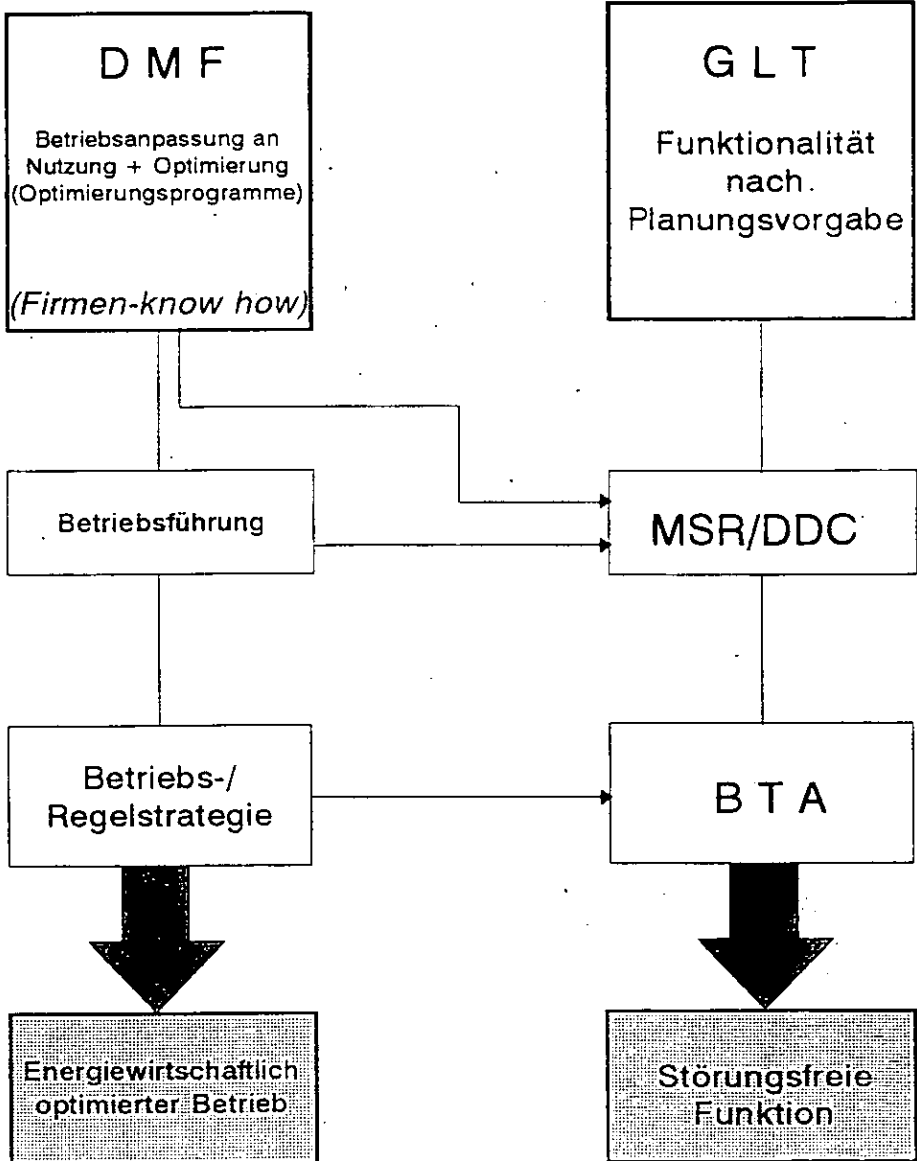 D M F
Betriebsanpassung an
Nutzung + Optimierung
(Optimierungsprogramme)
(Firmen-know how)
G L T
Funktionalität
nach.
Planungsvorgabe
Betriebsführung
MSR/DDC
Betriebs-/
Regelstrategie
B T A
Energiewirtschaftlich
optimierter Betrieb
Störungsfreie
Funktion